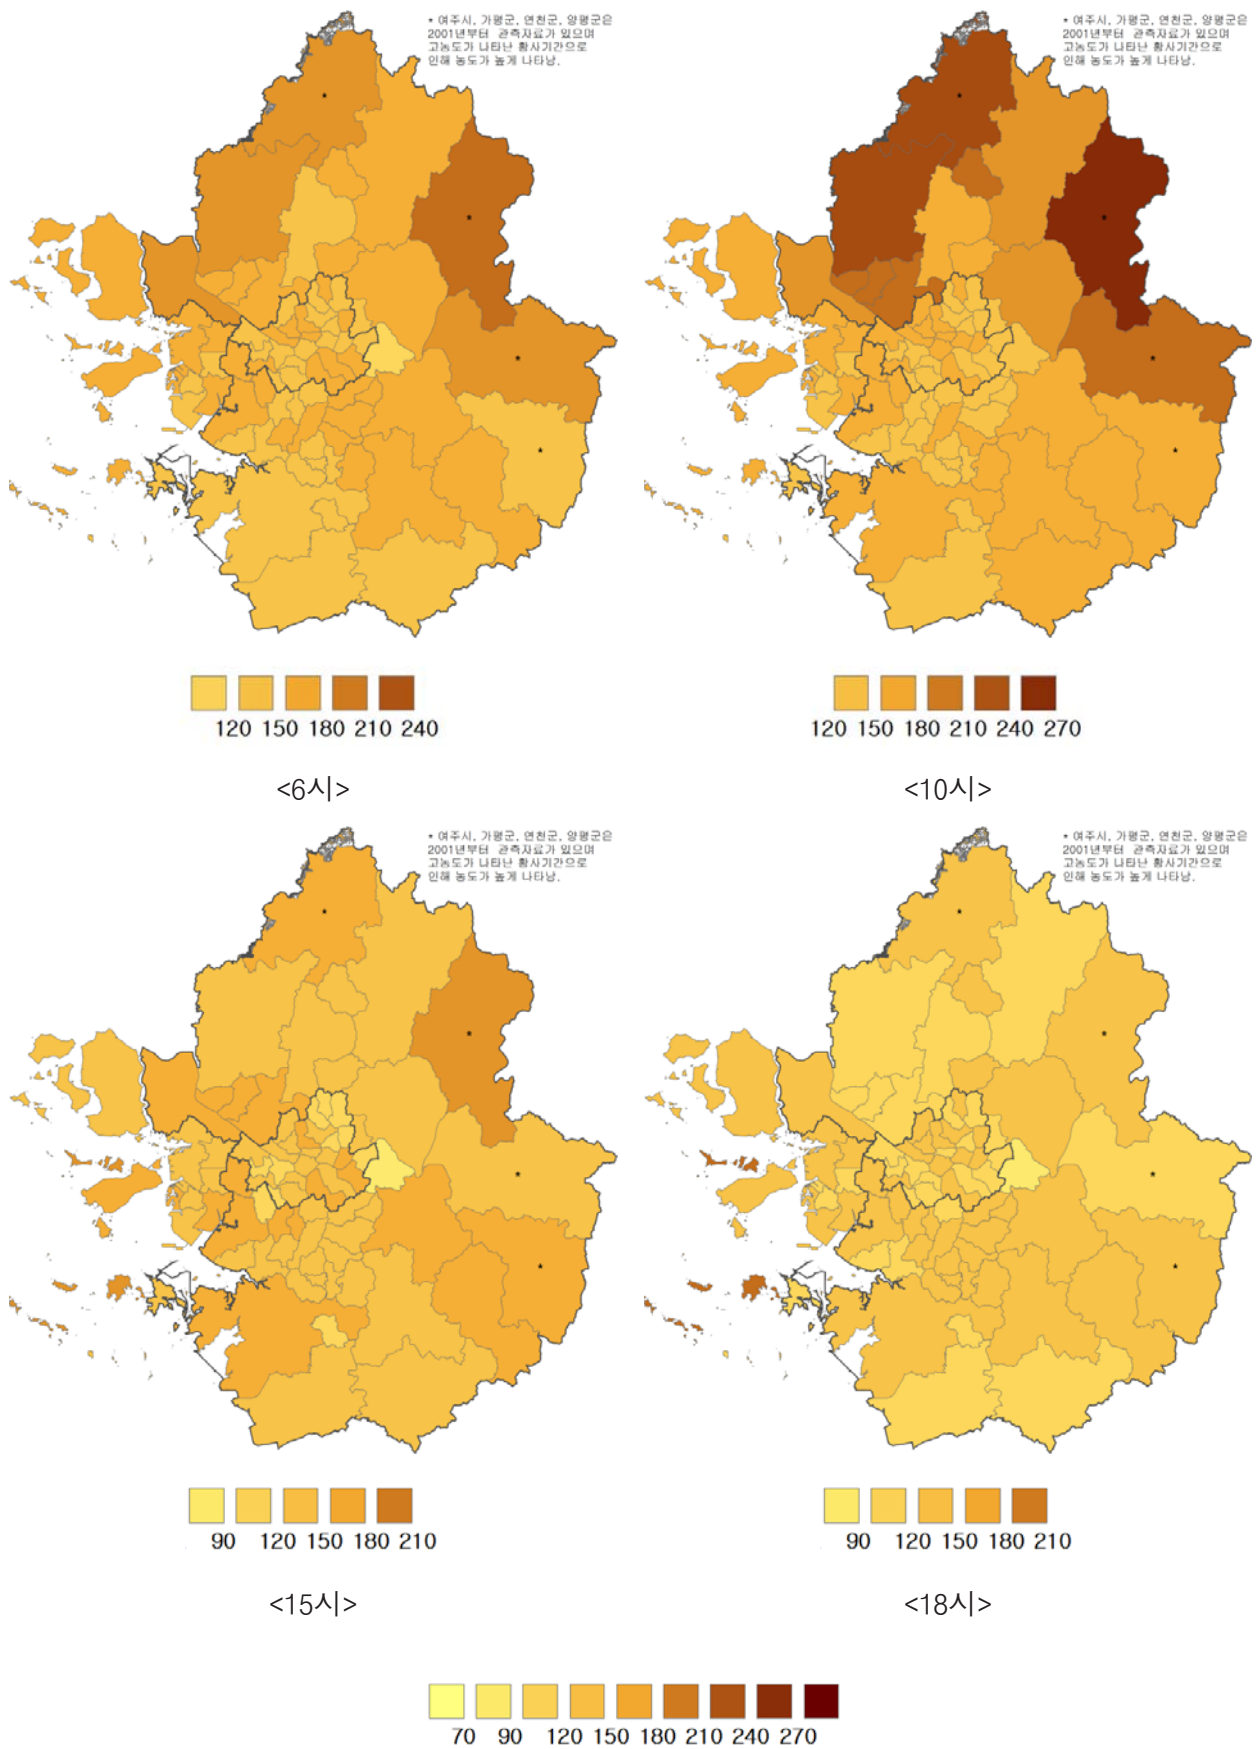 * 여주시, 가평군, 연천군, 양평군은
2001년부터 관측자료가 있으며
고농도가 나타난 황사기간으로
인해 농도가 높게 나타남.
* 여주시, 가평군, 연천군, 양평군은
2001년부터 관측자료가 있으며
고농도가 나타난 황사기간으로
인해 농도가 높게 나타남.
120 150 180 210 240
120 150 180 210 240 270
<6시>
<10시>
* 여주시, 가평군, 연천군, 양평군은
2001년부터 관측자료가 있으며
고농도가 나타난 황사기간으로
인해 농도가 높게 나타남.
* 여주시, 가평군, 연천군, 양평군은
2001년부터 관측자료가 있으며
고농도가 나타난 황사기간으로
인해 농도가 높게 나타남.
90 120 150 180 210
90 120 150 180 210
<15시>
<18시>
70 90 120 150 180 210 240 270